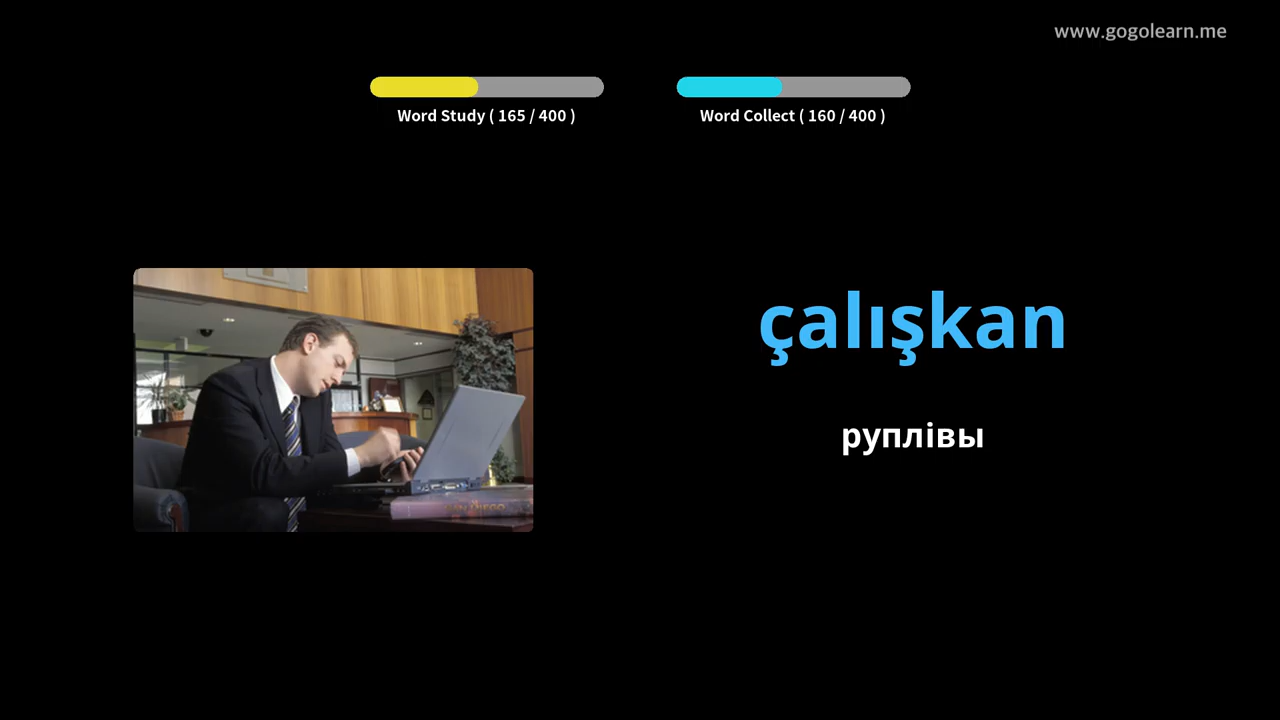 www.gogolearn.me
Word Study ( 165 / 400 )
Word Collect ( 160 / 400 )
çalışkan
руплівы